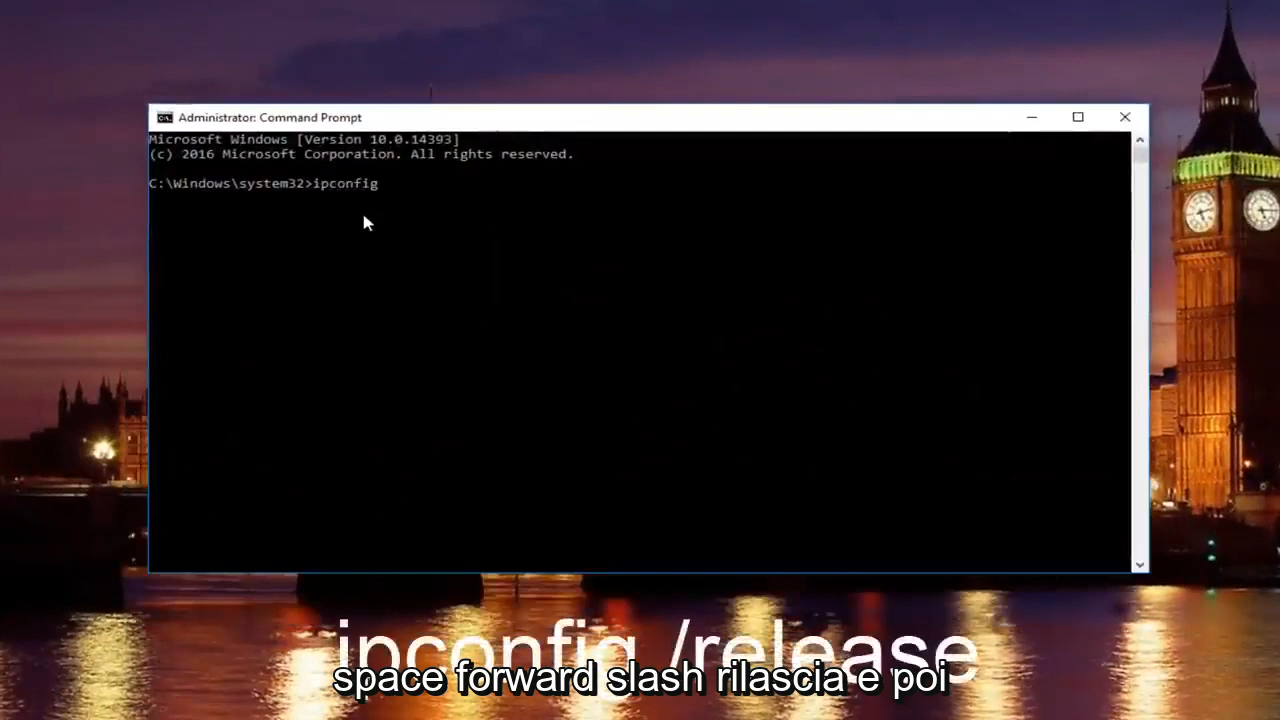 Administrator: Command Prompt
Microsoft Windows [Version 10.0.14393]
(c) 2016 Microsoft Corporation. All rights reserved.
C:\Windows\system32>ipconfig
ipconfig /release
space forward slash rilascia e poi